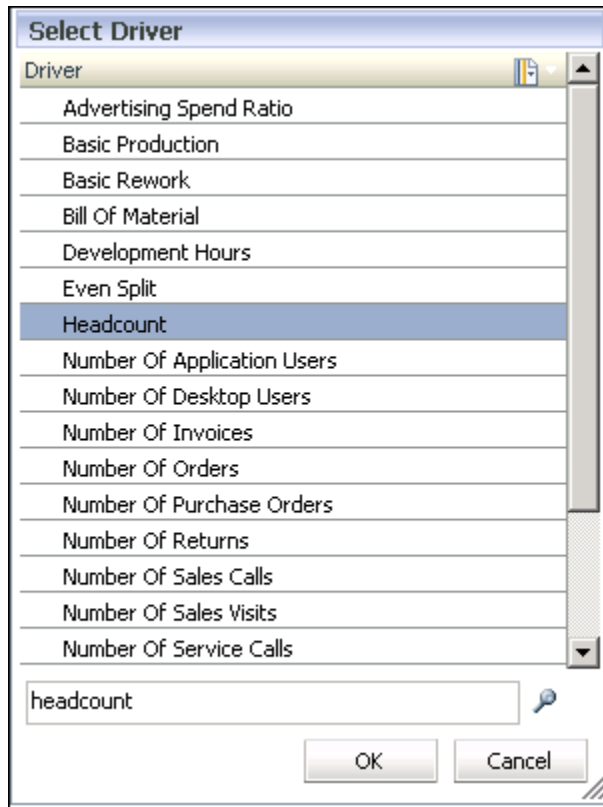 Select Driver
Driver
Advertising Spend Ratio
Basic Production
Basic Rework
Bill Of Material
Development Hours
Even Split
Headcount
Number Of Application Users
Number Of Desktop Users
Number Of Invoices
Number Of Orders
Number Of Purchase Orders
Number Of Returns
Number Of Sales Calls
Number Of Sales Visits
Number Of Service Calls
headcount
OK Cancel